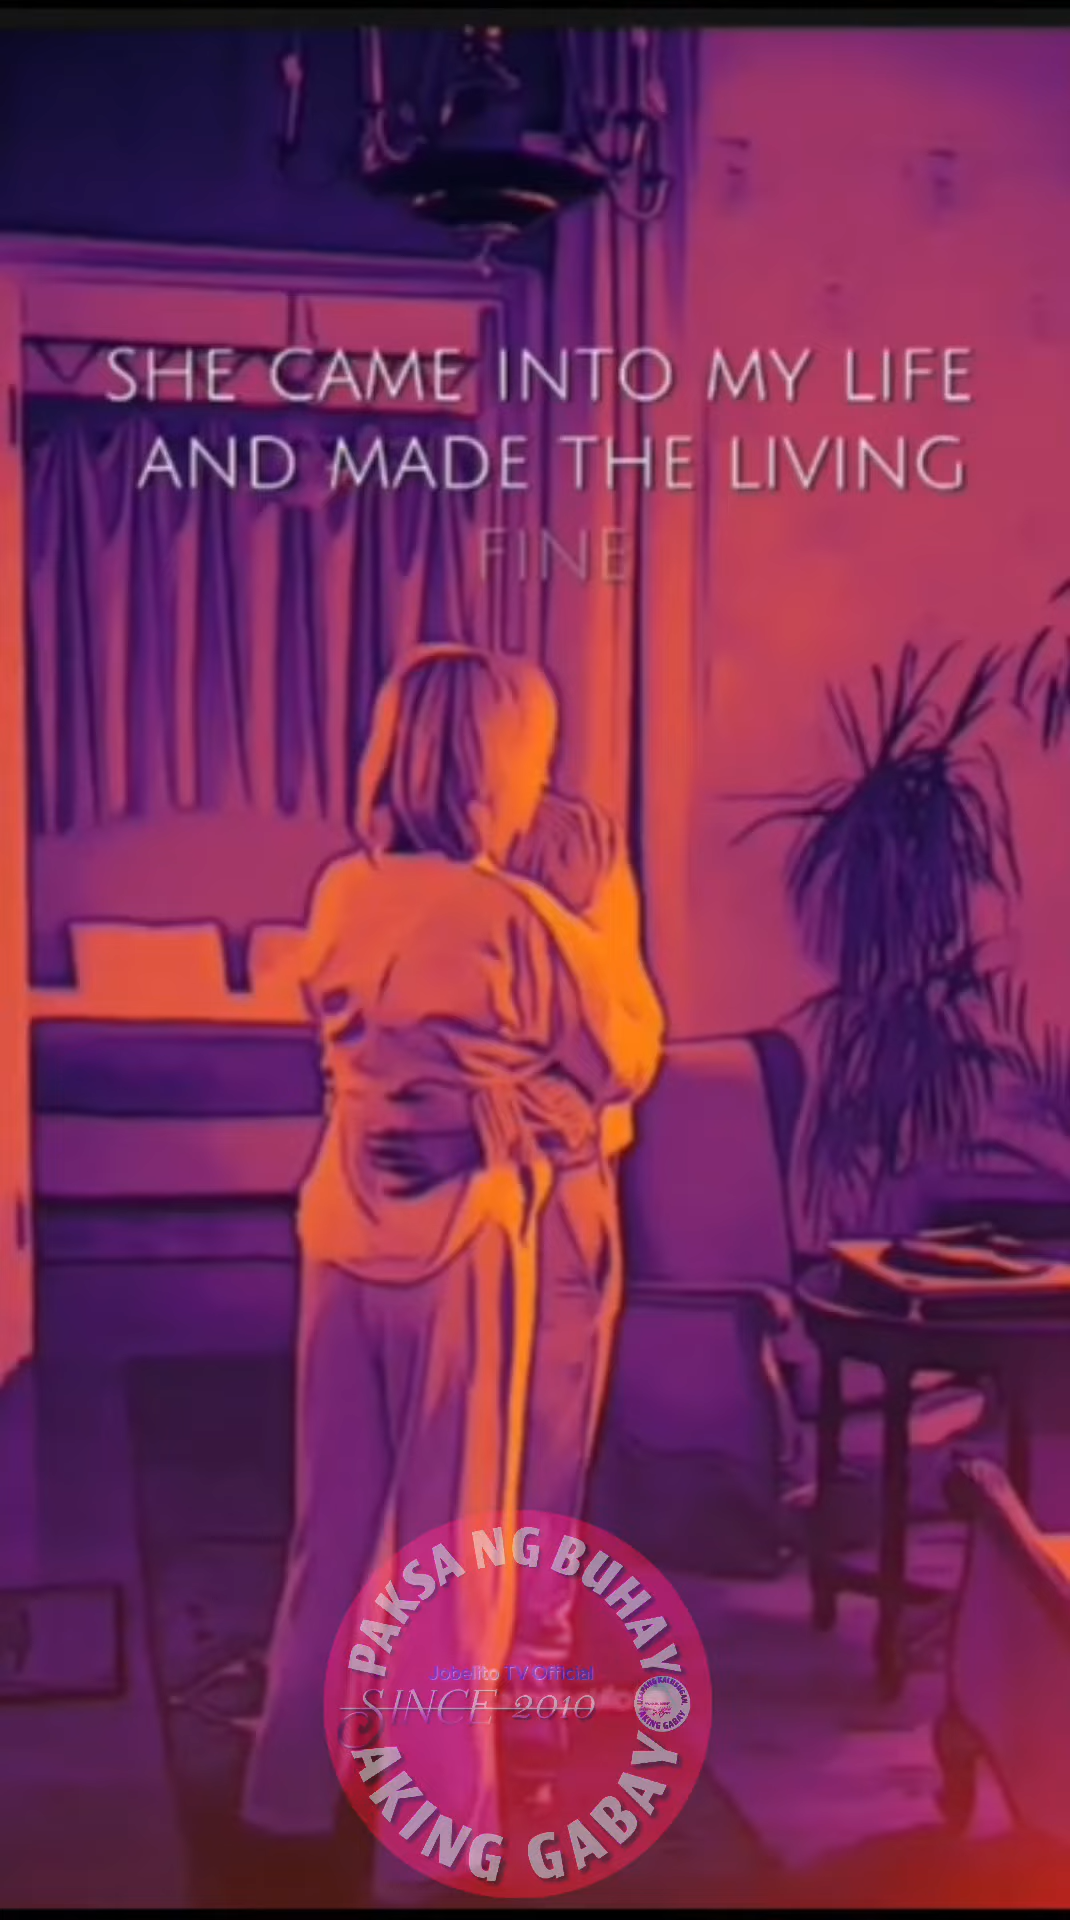 SHE CAME INTO MY LIFE
AND MADE THE LIVING
FINE
PAKSA NG BUHAY
Jobelito TV Official
SINCE 2010
AKING GABAY